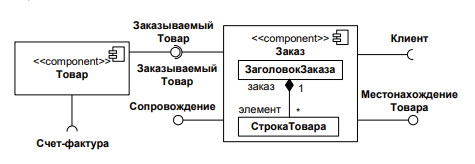 Заказываемый
Товар
<<component>>
Товар
Заказываемый
Товар
Счет-фактура
Сопровождение
<<component>>
Заказ
ЗаголовокЗаказа
заказ
1
элемент
*
СтрокаТовара
Клиент
Местонахождение
Товара